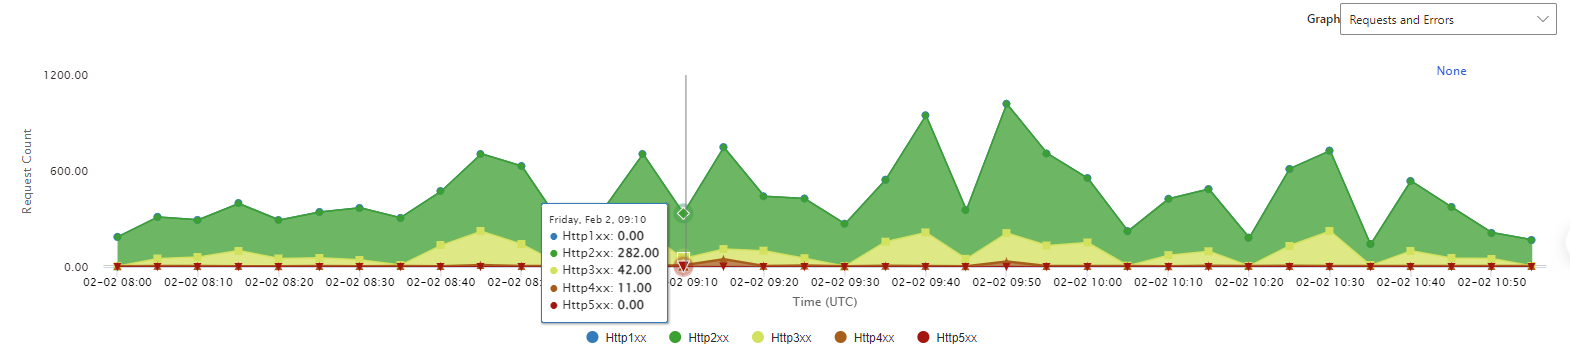 Graph Requests and Errors
None
1200.00
600.00
0.00
Request Count
Friday, Feb 2, 09:10
Http1xx: 0.00
Http2xx: 282.00
Http3xx: 42.00
Http4xx: 11.00
Http5xx: 0.00
02-02 08:00 02-02 08:10 02-02 08:20 02-02 08:30 02-02 08:40 02-02 09:10 02-02 09:20 02-02 09:30 02-02 09:40 02-02 09:50 02-02 10:00 02-02 10:10 02-02 10:20 02-02 10:30 02-02 10:40 02-02 10:50
Time (UTC)
Http1xx Http2xx Http3xx Http4xx Http5xx